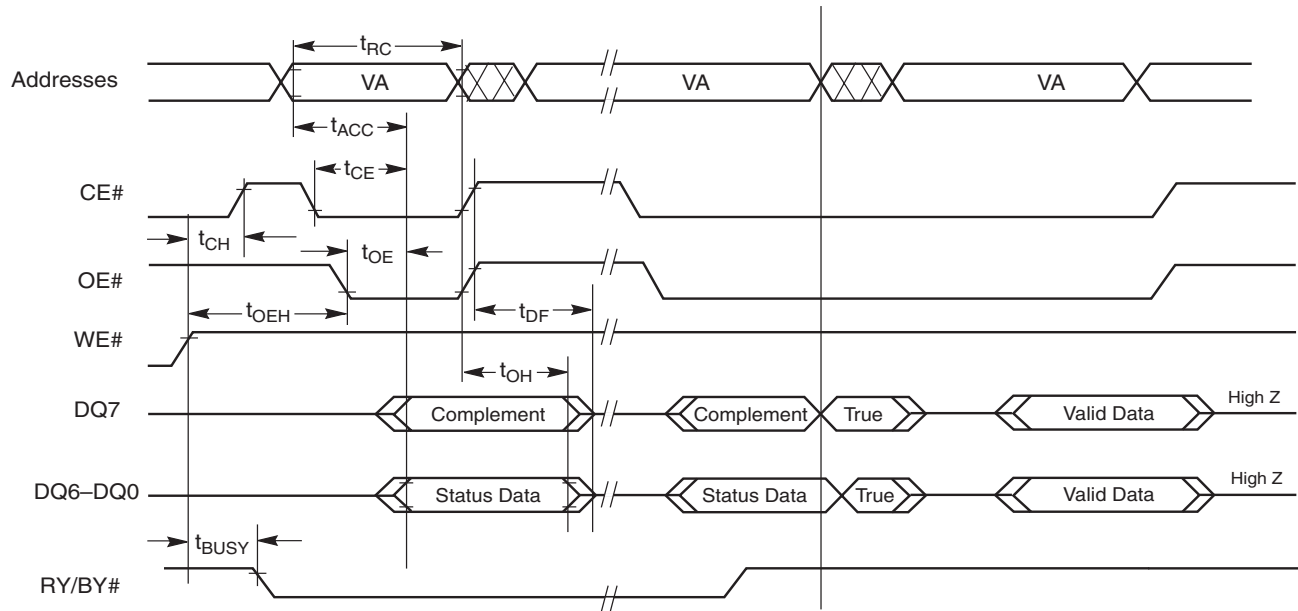 tRC
Addresses VA VA VA
tACC
tCE
CE#
tCH tOE
OE#
tOEH tDF
WE#
tOH
DQ7 Complement Complement True Valid Data High Z
DQ6–DQ0 Status Data Status Data True Valid Data High Z
tBUSY
RY/BY#